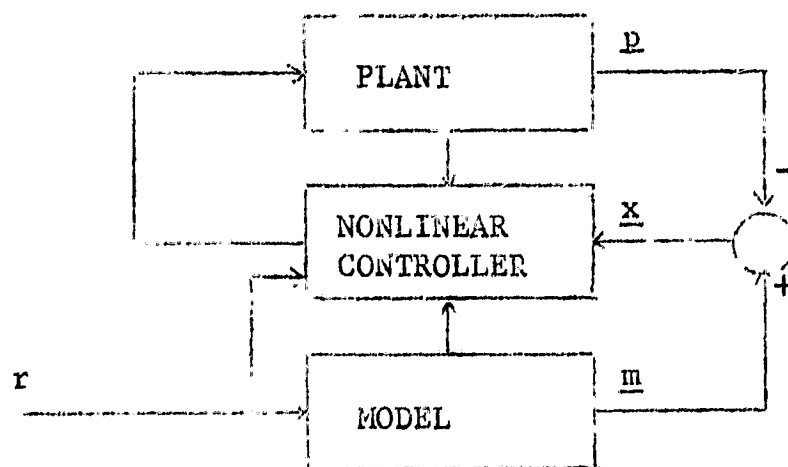 p
PLANT
-
NONLINEAR
CONTROLLER
x
+
r
m
MODEL